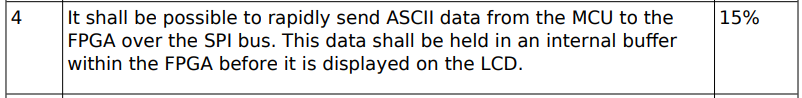 4 It shall be possible to rapidly send ASCII data from the MCU to the 15%
FPGA over the SPI bus. This data shall be held in an internal buffer
within the FPGA before it is displayed on the LCD.